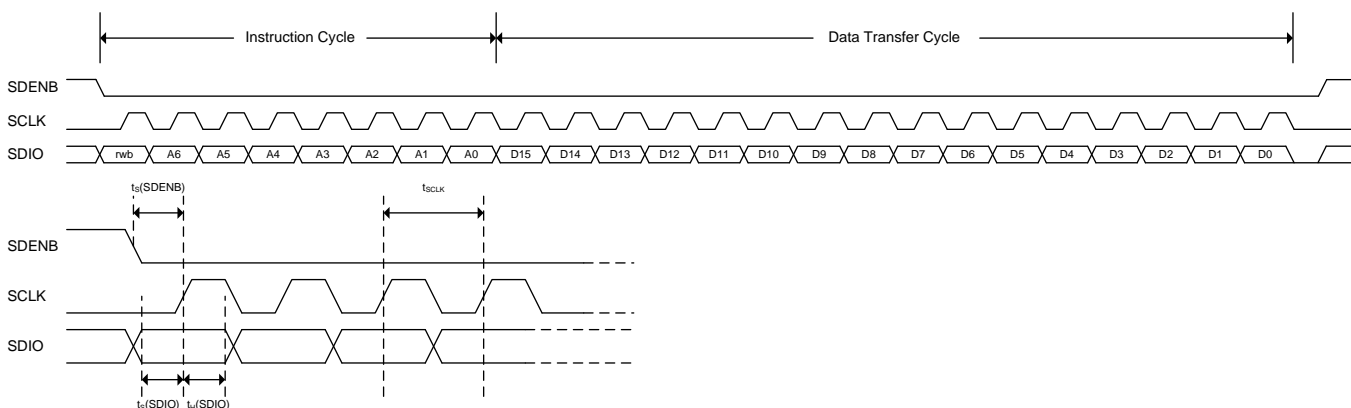 Instruction Cycle
Data Transfer Cycle
SDENB
SCLK
SDIO
rwb A6 A5 A4 A3 A2 A1 A0 D15 D14 D13 D12 D11 D10 D9 D8 D7 D6 D5 D4 D3 D2 D1 D0
tS(SDENB)
tSCLK
SDENB
SCLK
SDIO
tS(SDIO) tH(SDIO)